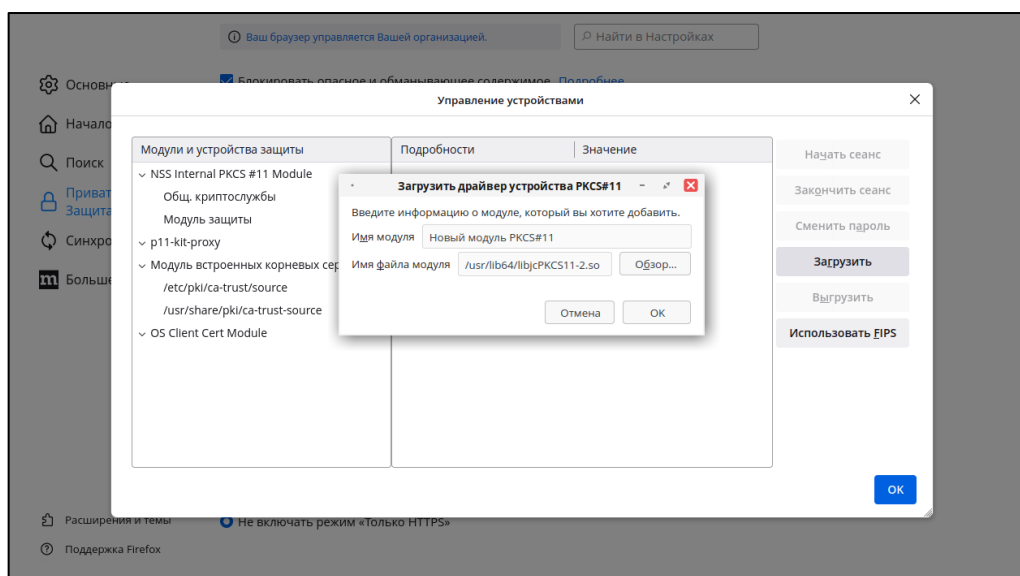 Ваш браузер управляется Вашей организацией.
Найти в Настройках
Блокировать опасное и обманывающее содержимое Подробнее
Управление устройствами
Модули и устройства защиты
Подробности
Значение
NSS Internal PKCS #11 Module
Общ. криптослужбы
Модуль защиты
p11-kit-proxy
Модуль встроенных корневых сер
/etc/pki/ca-trust/source
/usr/share/pki/ca-trust-source
OS Client Cert Module
Загрузить драйвер устройства PKCS#11
Введите информацию о модуле, который вы хотите добавить.
Имя модуля Новый модуль PKCS#11
Имя файла модуля /usr/lib64/libjcPKCS11-2.so Обзор...
Отмена OK
Начать сеанс
Закончить сеанс
Сменить пароль
Загрузить
Выгрузить
Использовать FIPS
OK
Основн
Начало
Поиск
Приват
Защита
Синхро
Больше
Расширения и темы
Не включать режим «Только HTTPS»
Поддержка Firefox